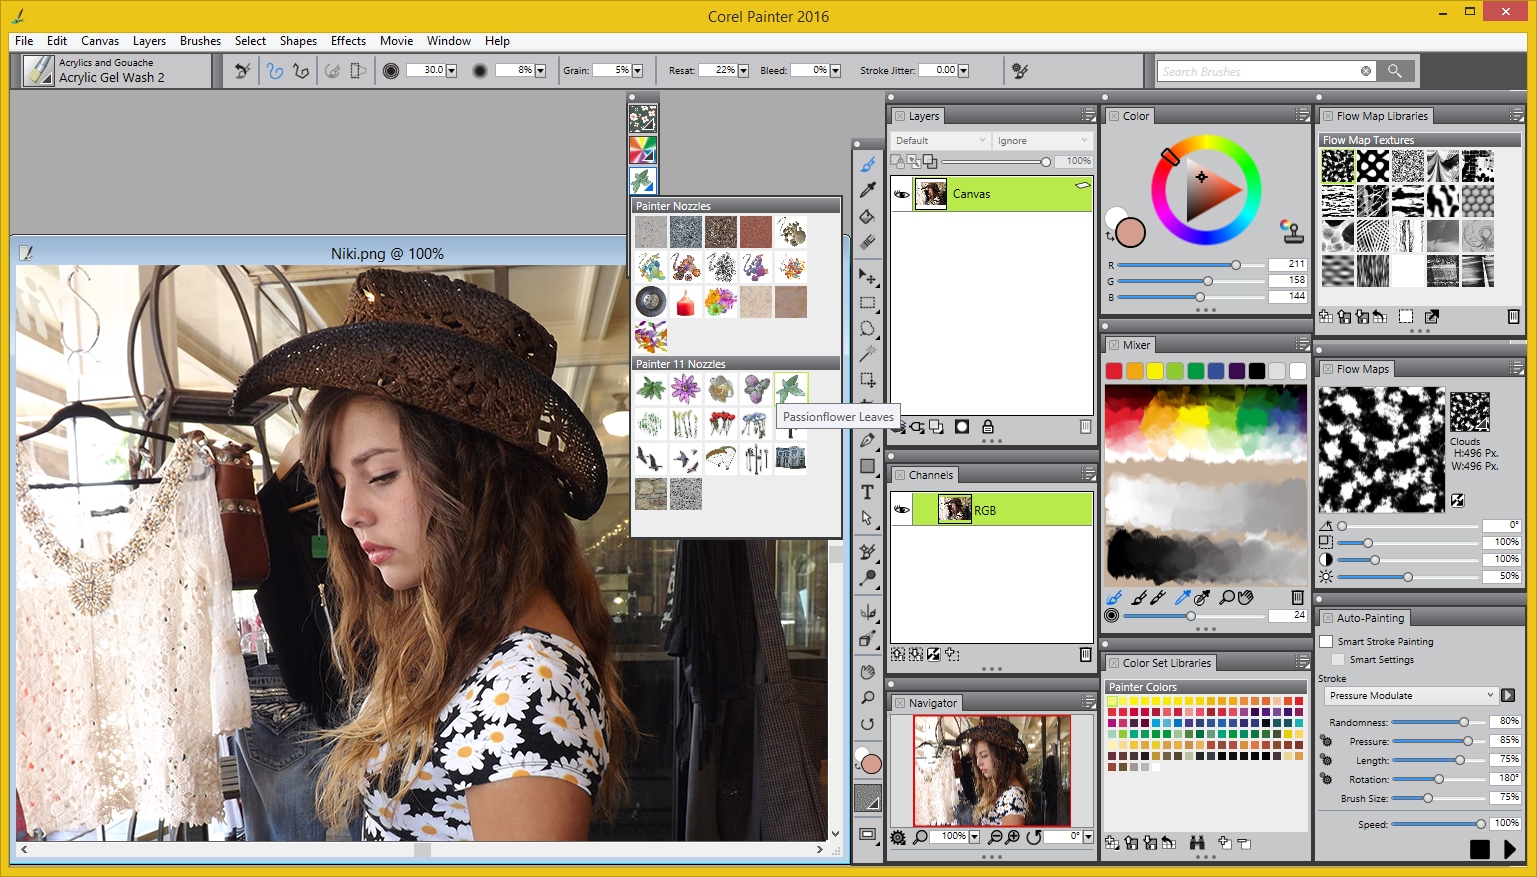 Corel Painter 2016
File Edit Canvas Layers Brushes Select Shapes Effects Movie Window Help
Acrylics and Gouache
Acrylic Gel Wash 2
30.0 8% Grain: 5% Resat: 22% Bleed: 0% Stroke Jitter: 0.00
Search Brushes
Niki.png @ 100%
Painter Nozzles
Painter 11 Nozzles
Passionflower Leaves
T
Layers
Default Ignore
100%
Canvas
Channels
RGB
Navigator
100% 0°
Color
R 211
G 158
B 144
Mixer
24
Color Set Libraries
Painter Colors
Flow Map Libraries
Flow Map Textures
Flow Maps
Clouds
H:496 Px.
W:496 Px.
0°
100%
100%
50%
Auto-Painting
Smart Stroke Painting
Smart Settings
Stroke
Pressure Modulate
Randomness: 80%
Pressure: 85%
Length: 75%
Rotation: 180°
Brush Size: 75%
Speed: 100%